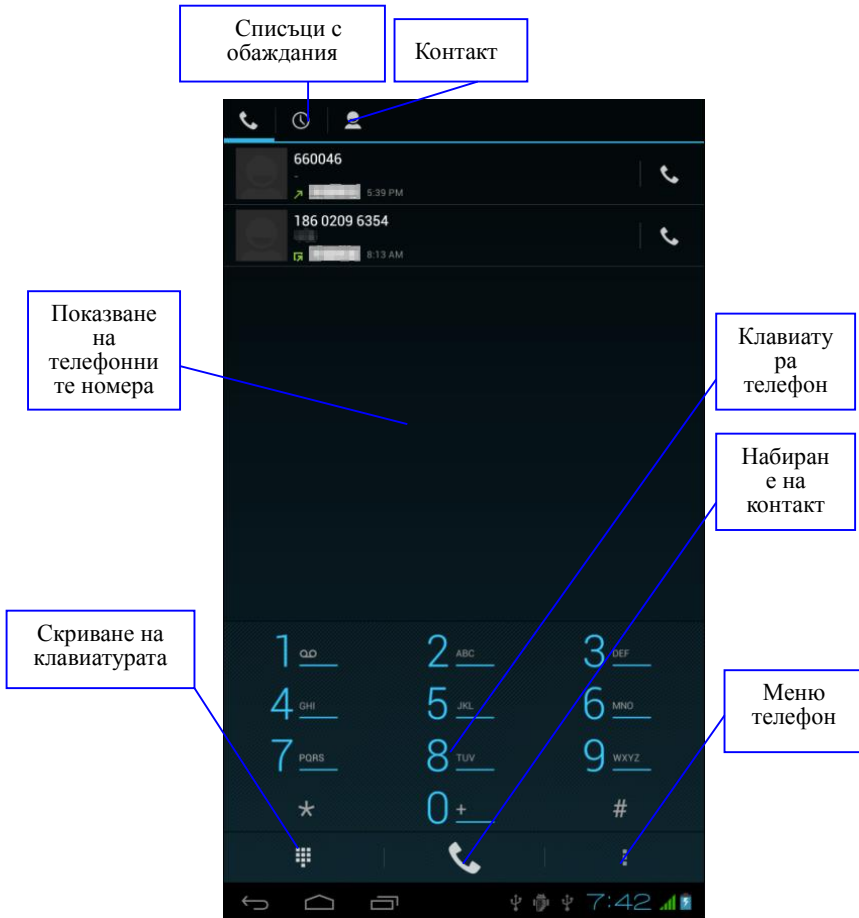 Списъци с
обаждания
Контакт
660046
-
5:39 PM
186 0209 6354
8:13 AM
Показване
на
телефонни
те номера
Клавиату
ра
телефон
Набиран
е на
контакт
Скриване на
клавиатурата
Меню
телефон
1 2 ABC 3 DEF
4 GHI 5 JKL 6 MNO
7 PQRS 8 TUV 9 WXYZ
* 0 + #
7:42